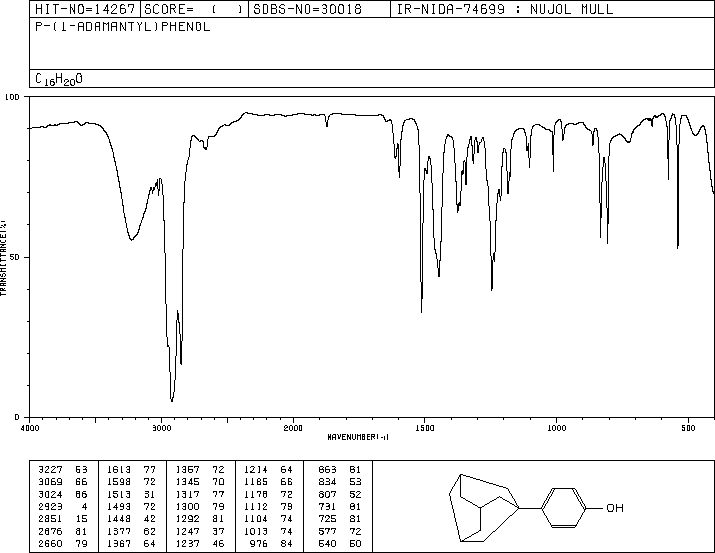 HIT-NO=14267 SCORE= ( ) SDBS-NO=30018 IR-NIDA-74699 : NUJOL MULL
P-(1-ADAMANTYL)PHENOL
C16H20O
100
50
0
TRANSMITTANCE(%)
4000 3000 2000 1500 1000 500
WAVENUMBER(-1)
3227 53 1613 77 1357 72 1214 64 863 81
3069 66 1598 72 1345 70 1185 66 834 53
3024 66 1513 31 1317 77 1178 72 807 52
2923 4 1493 72 1300 79 1112 79 731 81
2851 15 1448 42 1292 81 1104 74 725 81
2676 81 1377 62 1247 37 1013 74 577 72
2660 79 1367 64 1237 46 976 84 540 50
OH